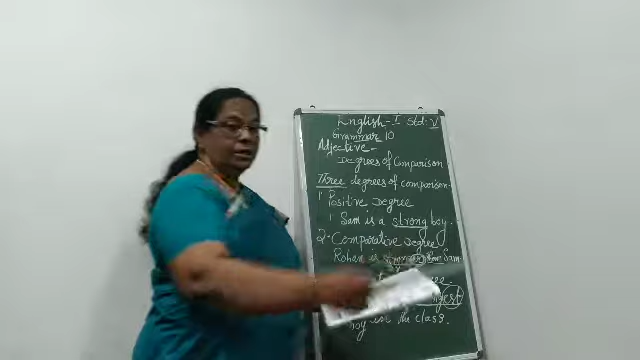 English-I Std: V
Grammar 10
Adjective-
Degrees of Comparison
Three degrees of comparison-
1 Positive Degree
1 Sam is a strong boy.
2. Comparative Degree
Rohan is Sam.
boy in the class.